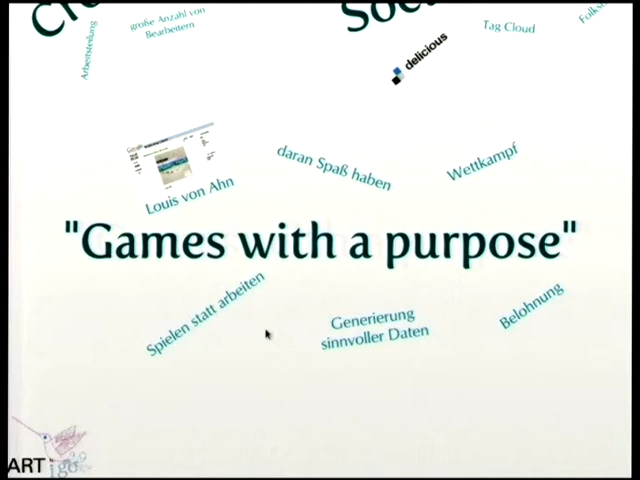 große Anzahl von
Bearbeitern
Arbeitsteilung
Tag Cloud
delicious
Louis von Ahn
daran Spaß haben
Wettkampf
"Games with a purpose"
Spielen statt arbeiten
Generierung
sinnvoller Daten
Belohnung
ART